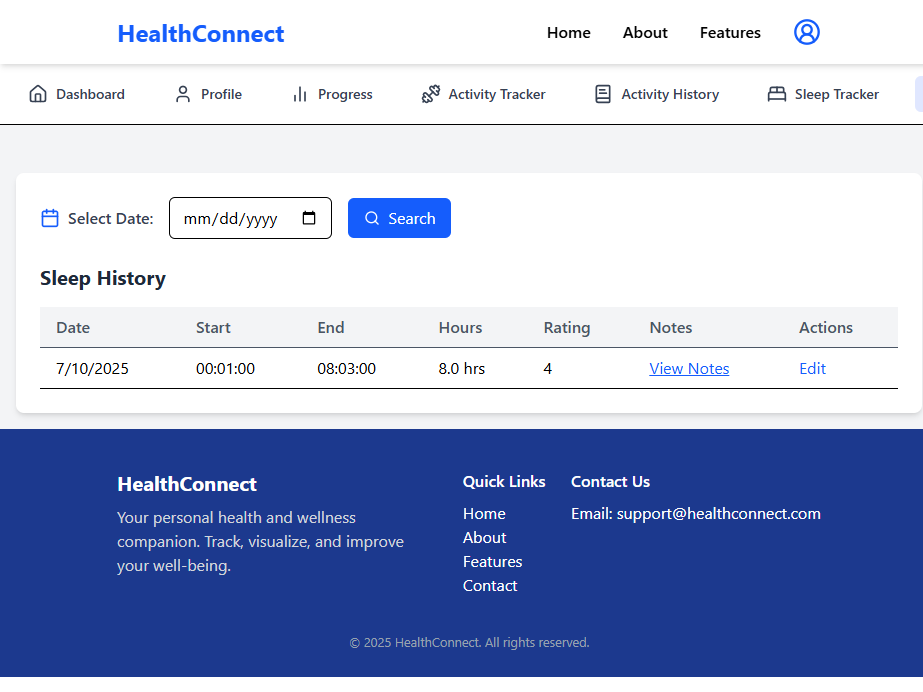 HealthConnect Home About Features
Dashboard Profile Progress Activity Tracker Activity History Sleep Tracker
Select Date: mm/dd/yyyy Search
Sleep History
Date Start End Hours Rating Notes Actions
7/10/2025 00:01:00 08:03:00 8.0 hrs 4 View Notes Edit
HealthConnect
Your personal health and wellness
companion. Track, visualize, and improve
your well-being.
Quick Links
Home
About
Features
Contact
Contact Us
Email: support@healthconnect.com
© 2025 HealthConnect. All rights reserved.